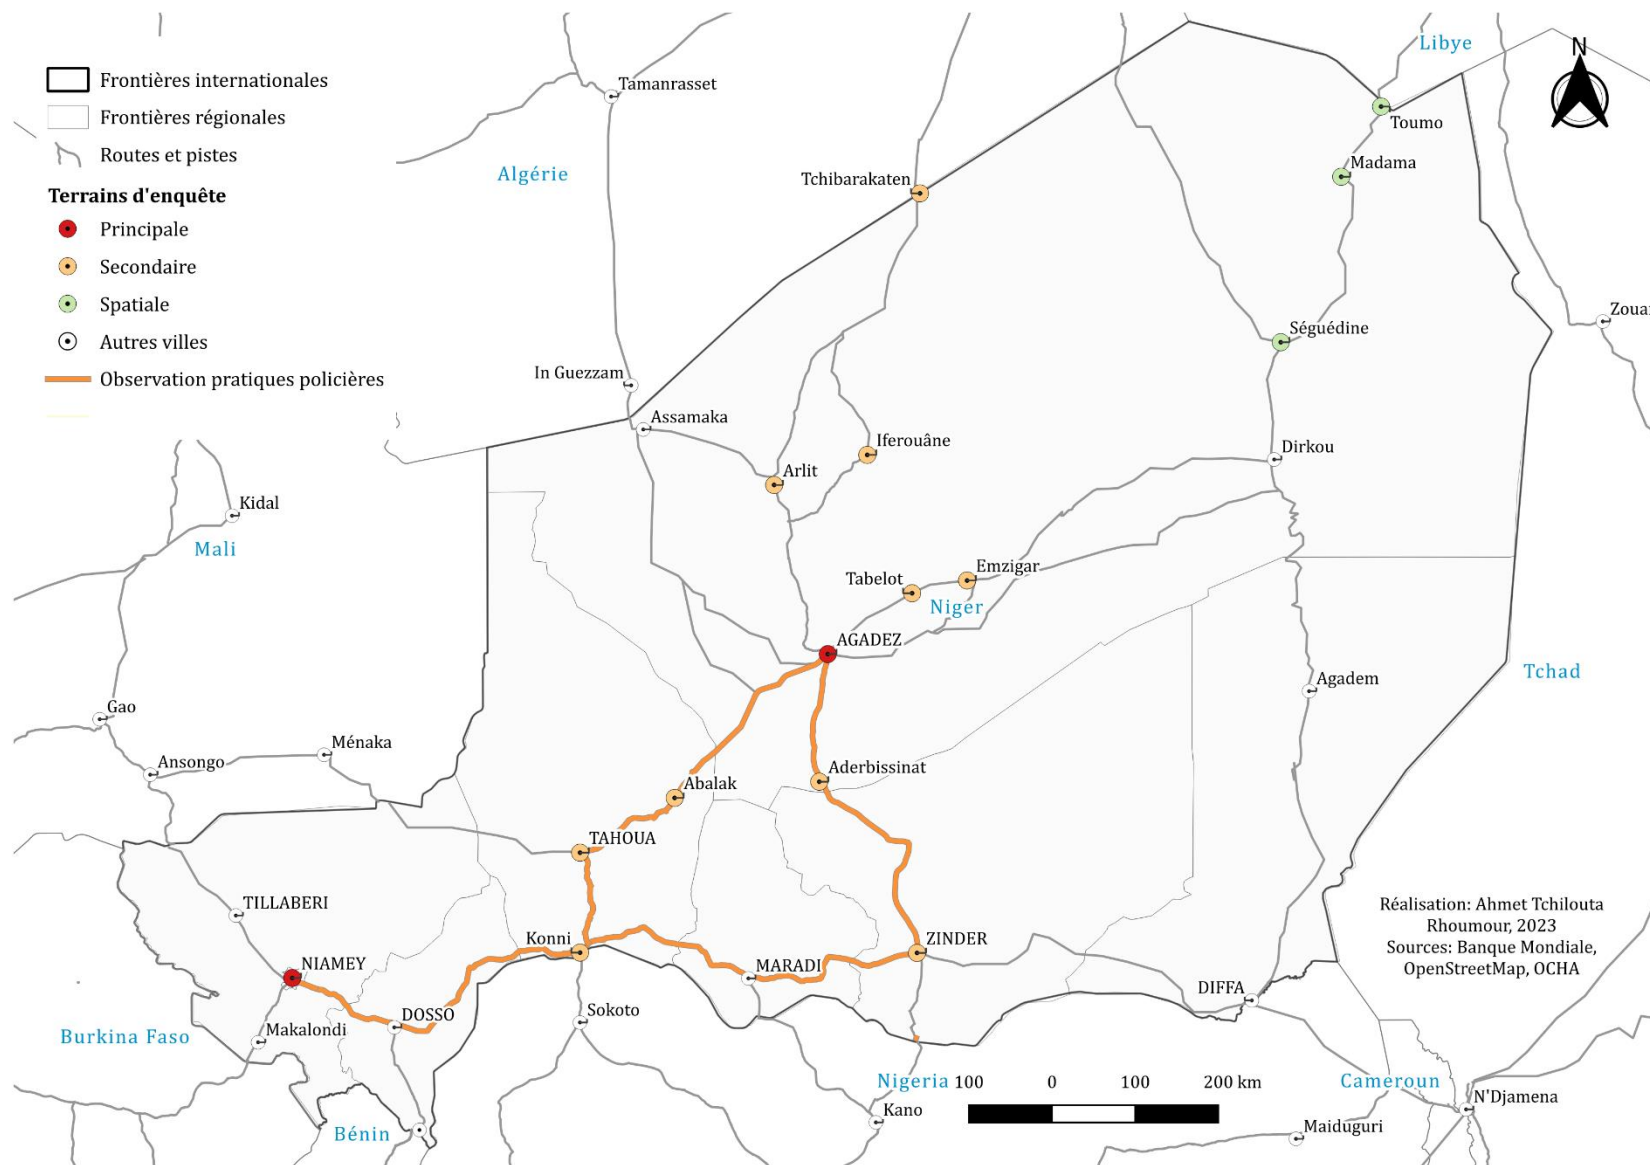 Frontières internationales
Frontières régionales
Routes et pistes
Terrains d'enquête
Principale
Secondaire
Spatiale
Autres villes
Observation pratiques policières
Libye
N
Tamanrasset
Toumo
Algérie
Madama
Tchibarakaten
Séguédine
In Guezzam
Assamaka
Iferouâne
Dirkou
Arlit
Kidal
Mali
Emzigar
Tabelot
Niger
AGADEZ
Tchad
Agadem
Gao
Ménaka
Ansongo
Aderbissinat
Abalak
TAHOUA
TILLABERI
Réalisation: Ahmet Tchilouta
Rhoumour, 2023
Sources: Banque Mondiale,
OpenStreetMap, OCHA
Konni
ZINDER
NIAMEY
MARADI
DIFFA
DOSSO
Sokoto
Makalondi
Burkina Faso
Nigeria
100 0 100 200 km
Cameroun
N'Djamena
Kano
Maiduguri
Bénin